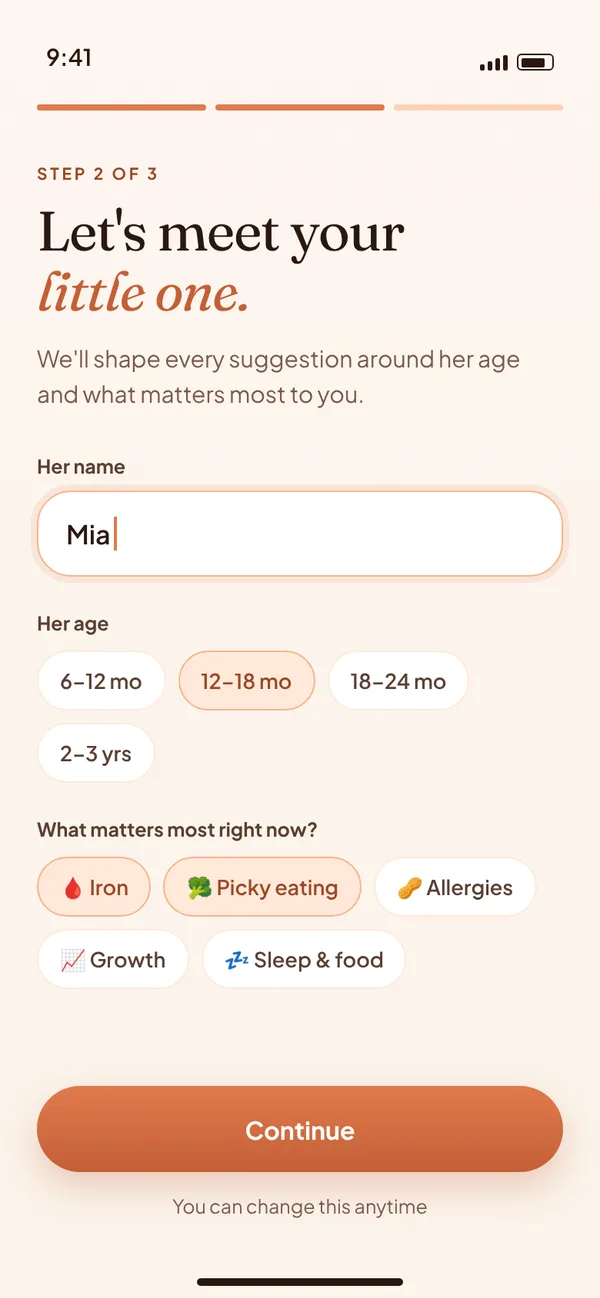 9:41
STEP 2 OF 3
Let's meet your
little one.
We'll shape every suggestion around her age
and what matters most to you.
Her name
Mia
Her age
6–12 mo
12–18 mo
18–24 mo
2–3 yrs
What matters most right now?
🩸 Iron
🥦 Picky eating
🥜 Allergies
📈 Growth
💤 Sleep & food
Continue
You can change this anytime